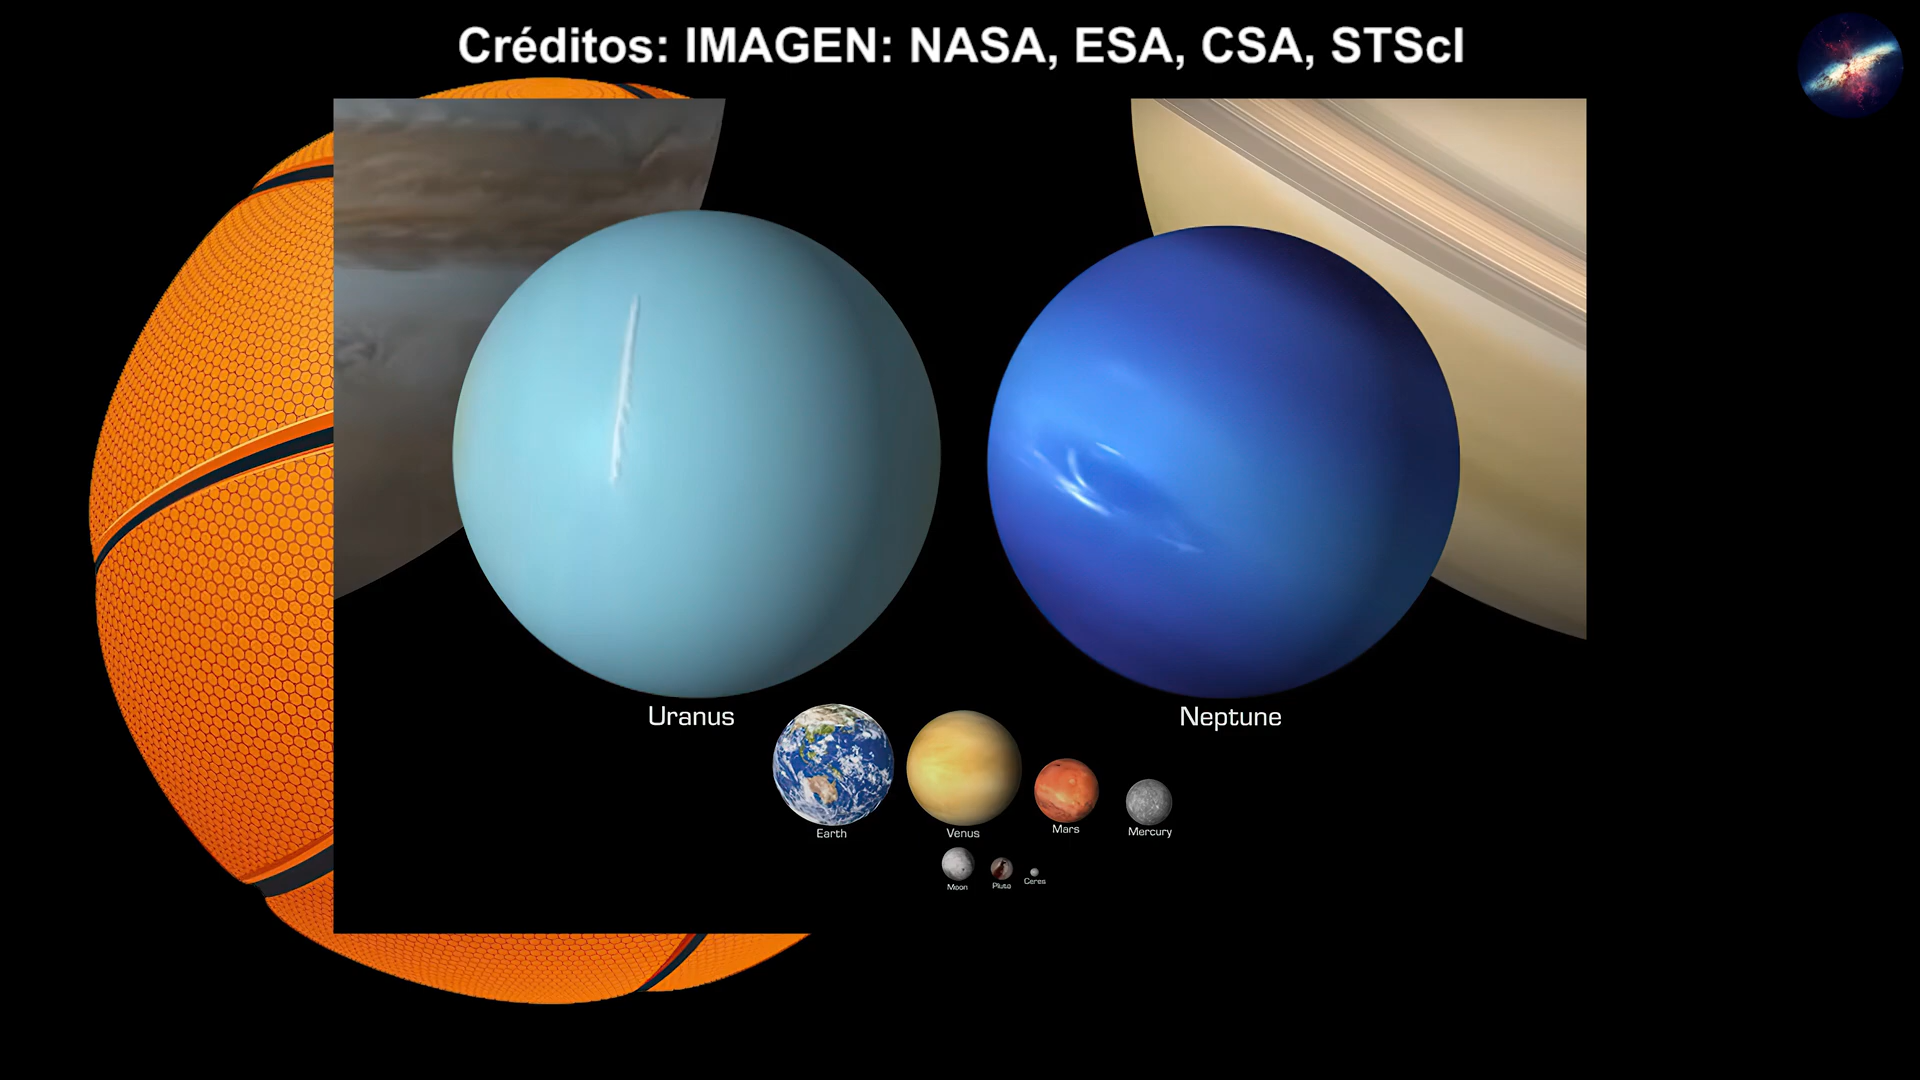 Créditos: IMAGEN: NASA, ESA, CSA, STScI
Uranus
Neptune
Earth
Venus
Mars
Mercury
Moon
Pluto
Ceres